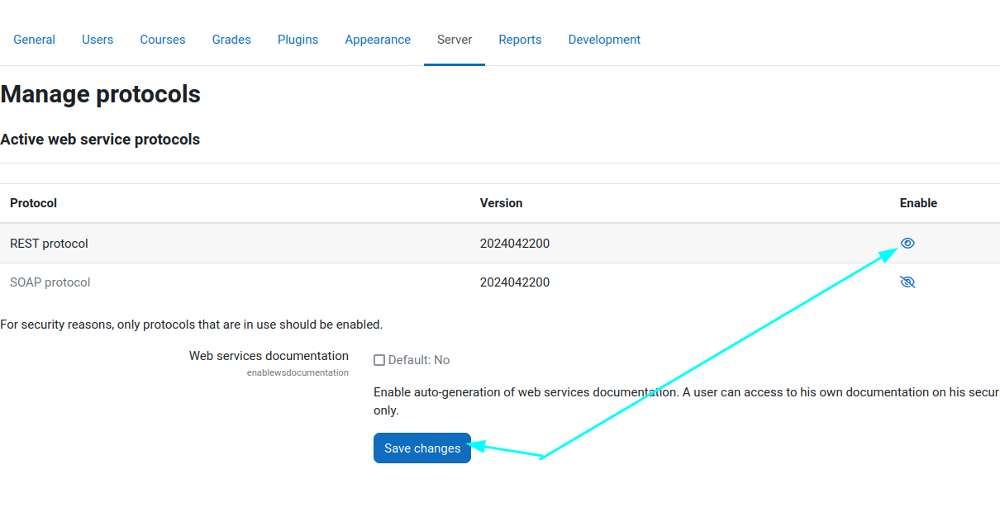 General Users Courses Grades Plugins Appearance Server Reports Development
Manage protocols
Active web service protocols
Protocol Version Enable
REST protocol 2024042200
SOAP protocol 2024042200
For security reasons, only protocols that are in use should be enabled.
Web services documentation
enablewsdocumentation
Default: No
Enable auto-generation of web services documentation. A user can access to his own documentation on his secur
only.
Save changes